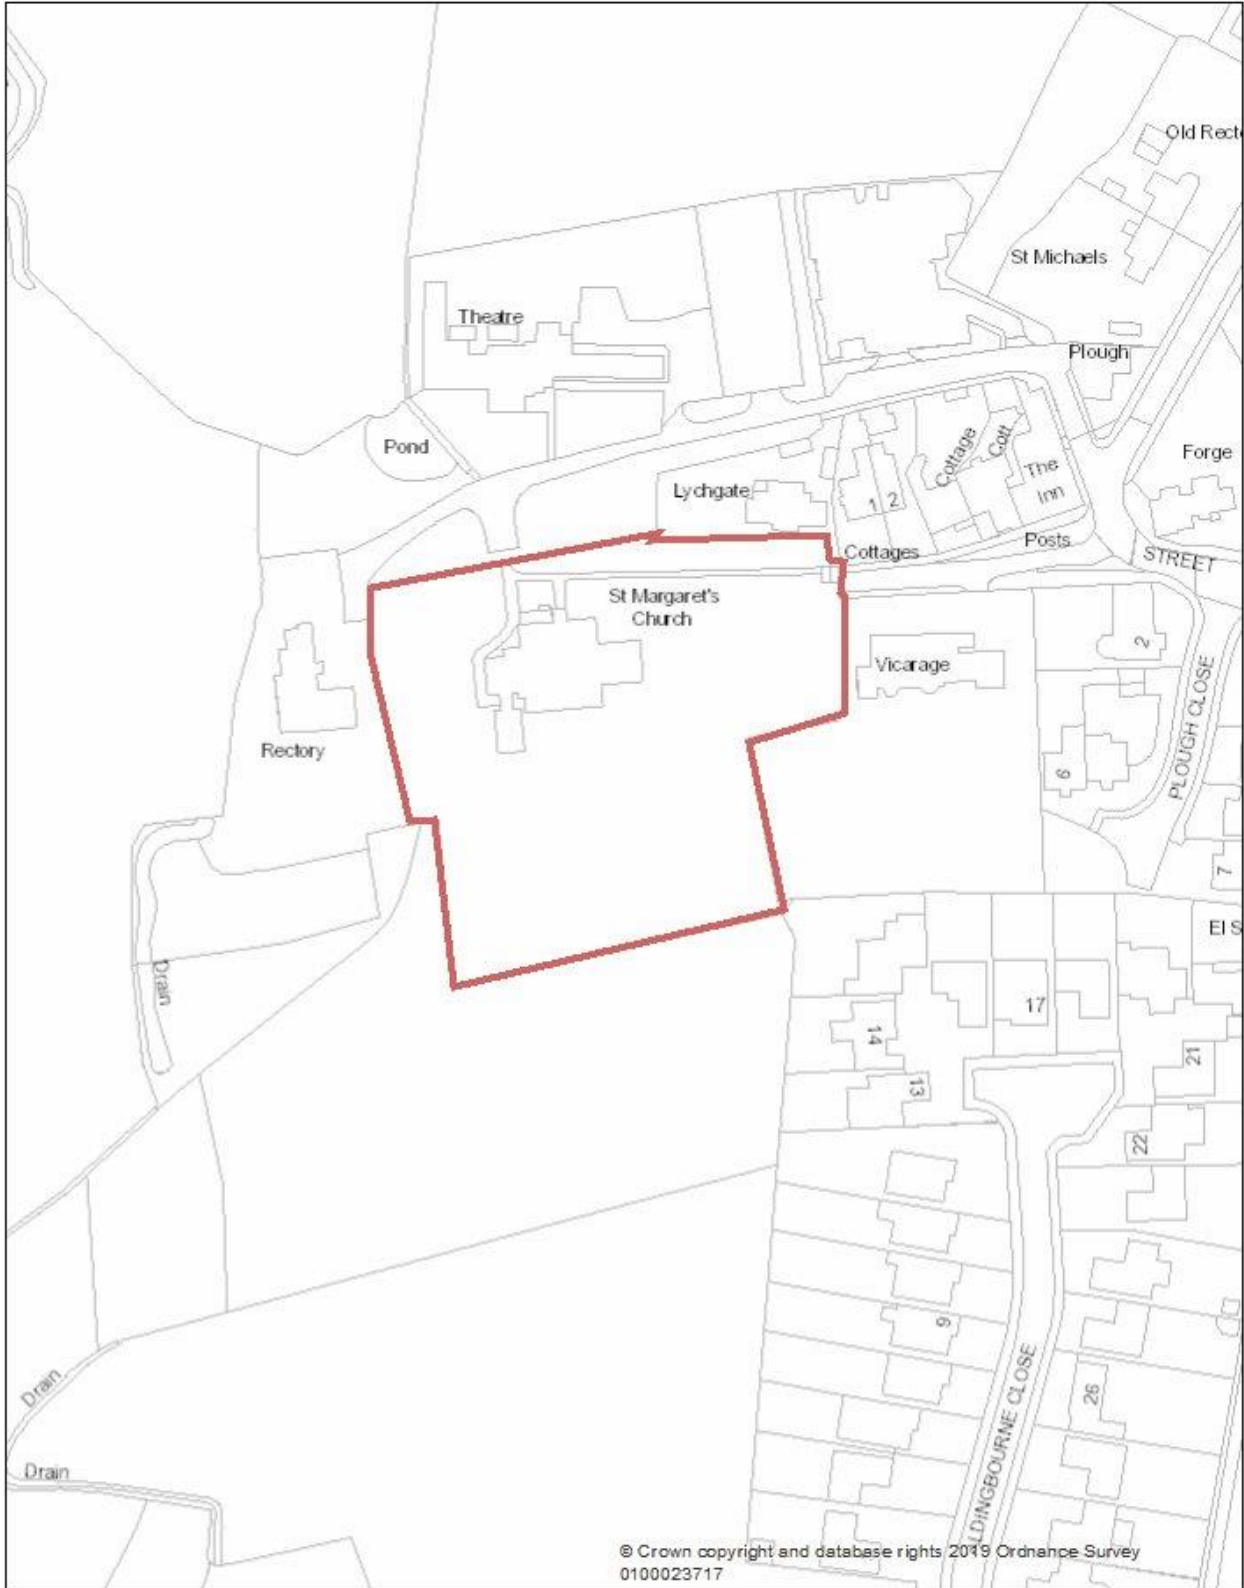 Old Recto
St Michaels
Theatre
Plough
Pond
Cottage
Cott
Forge
The
Inn
Lychgate
1 2
Posts
Cottages
STREET
St Margaret's
Church
2
Vicarage
Rectory
PLOUGH CLOSE
6
7
El S
Drain
17
14
21
13
22
9
26
LDINGBOURNE CLOSE
Drain
Drain
© Crown copyright and database rights 2019 Ordnance Survey
0100023717